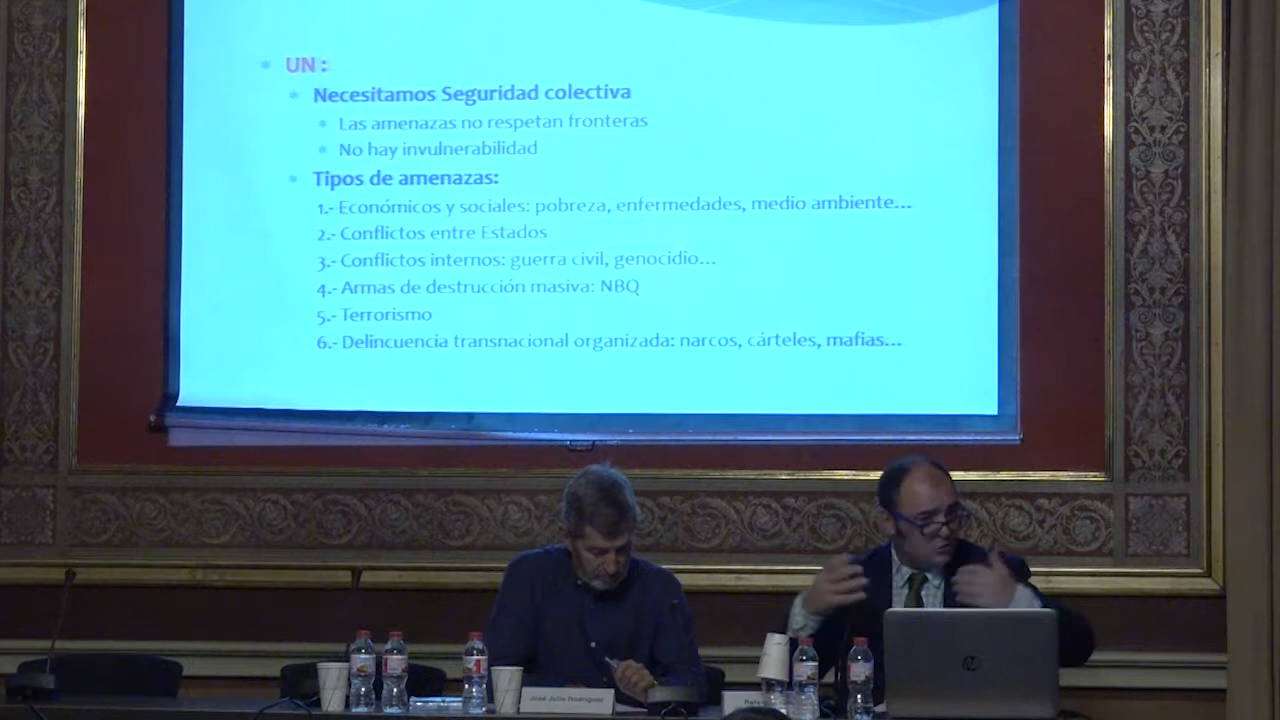 UN :
Necesitamos Seguridad colectiva
Las amenazas no respetan fronteras
No hay invulnerabilidad
Tipos de amenazas:
1.- Económicos y sociales: pobreza, enfermedades, medio ambiente...
2.- Conflictos entre Estados
3.- Conflictos internos: guerra civil, genocidio...
4.- Armas de destrucción masiva: NBQ
5.- Terrorismo
6.- Delincuencia transnacional organizada: narcos, cárteles, mafias...
José Julio Rodríguez
hp